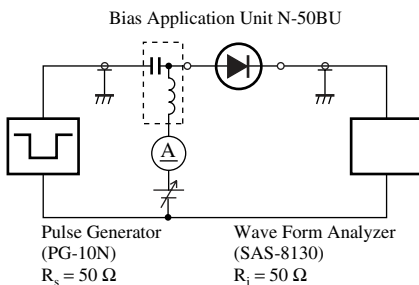 Bias Application Unit N-50BU
A
Pulse Generator
(PG-10N)
Rs = 50 Ω
Wave Form Analyzer
(SAS-8130)
Ri = 50 Ω